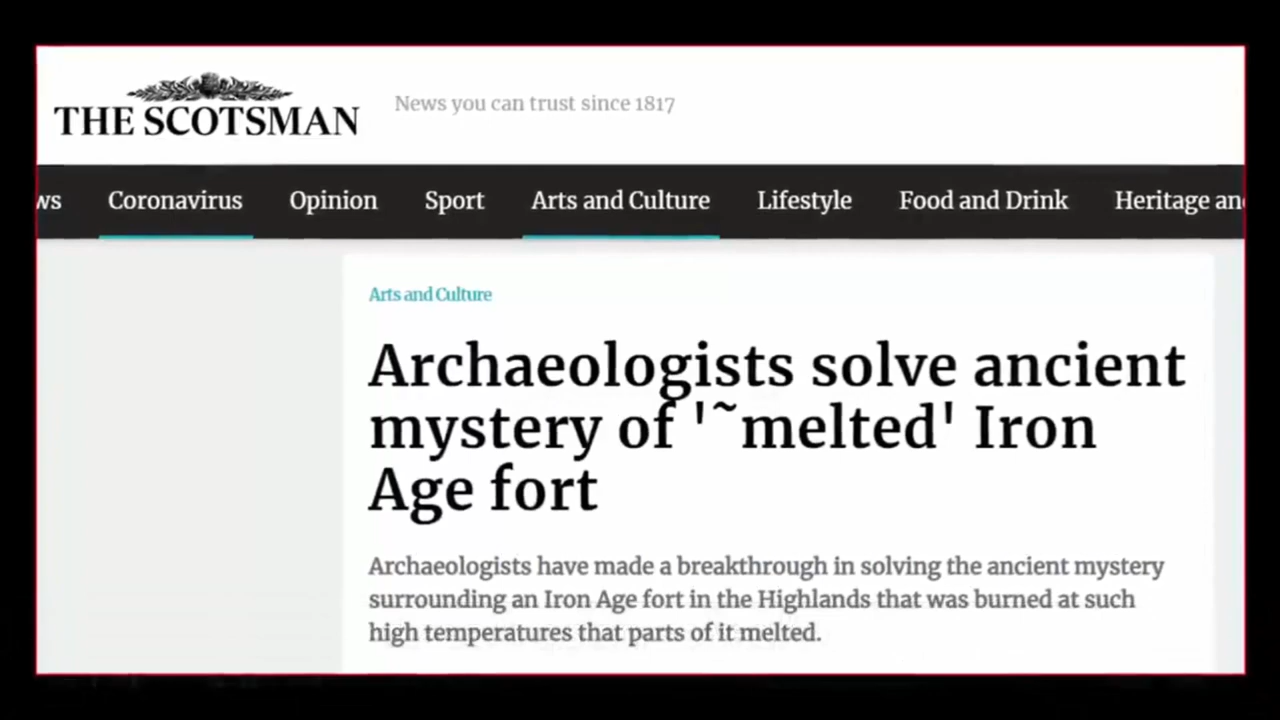 THE SCOTSMAN
News you can trust since 1817
ws Coronavirus Opinion Sport Arts and Culture Lifestyle Food and Drink Heritage an
Arts and Culture
Archaeologists solve ancient
mystery of '˜melted' Iron
Age fort
Archaeologists have made a breakthrough in solving the ancient mystery
surrounding an Iron Age fort in the Highlands that was burned at such
high temperatures that parts of it melted.